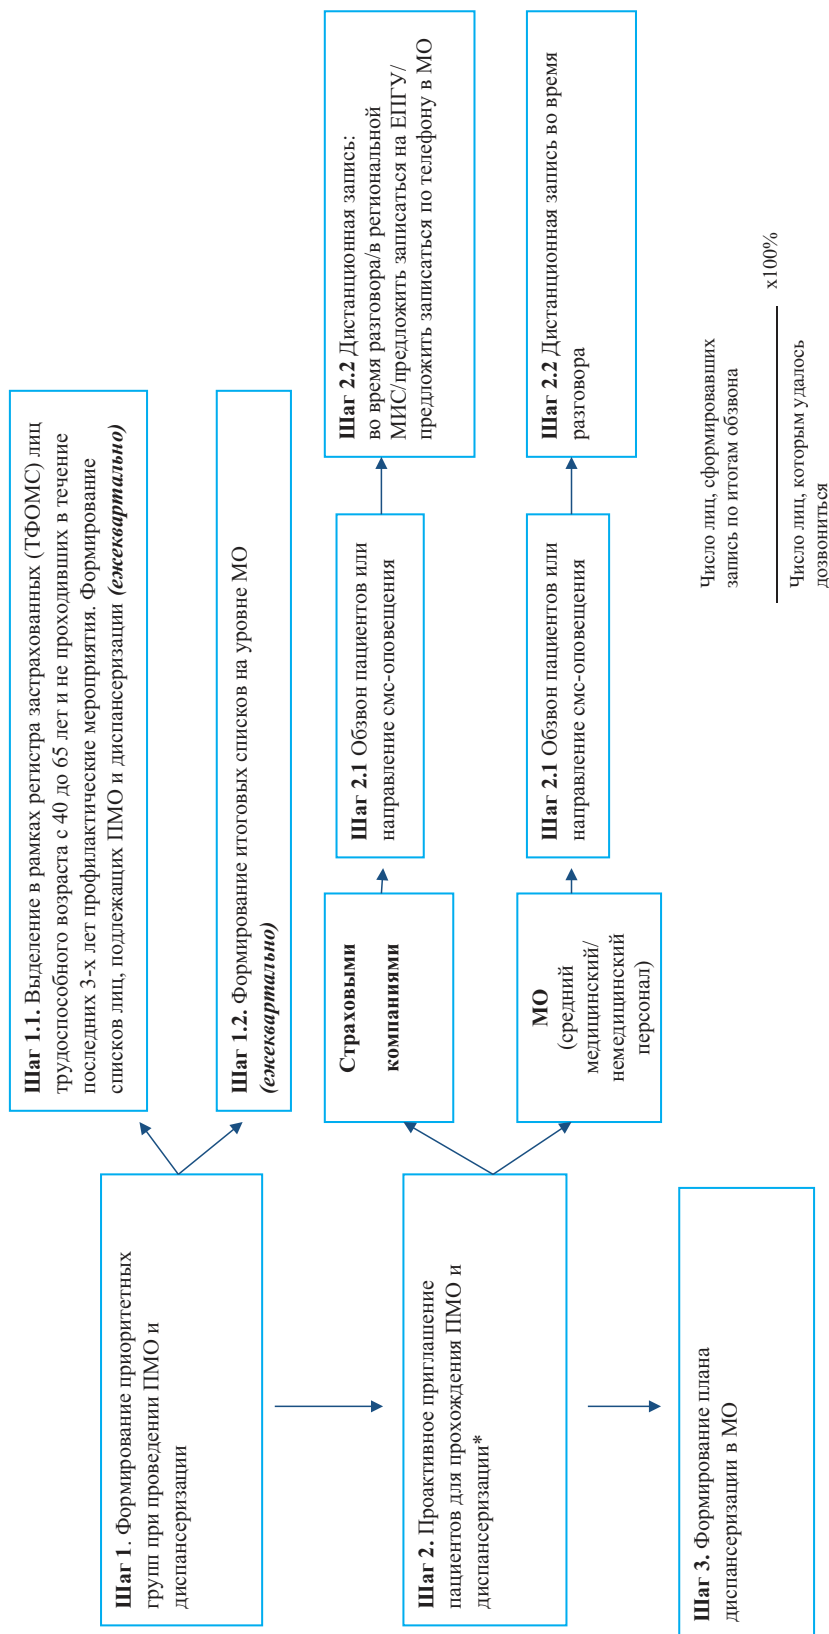 Шаг 1. Формирование приоритетных
групп при проведении ПМО и
диспансеризации
Шаг 1.1. Выделение в рамках регистра застрахованных (ТФОМС) лиц
трудоспособного возраста с 40 до 65 лет и не проходивших в течение
последних 3-х лет профилактические мероприятия. Формирование
списков лиц, подлежащих ПМО и диспансеризации (ежеквартально)
Шаг 1.2. Формирование итоговых списков на уровне МО
(ежеквартально)
Шаг 2. Проактивное приглашение
пациентов для прохождения ПМО и
диспансеризации*
Страховыми
компаниями
Шаг 2.1 Обзвон пациентов или
направление смс-оповещения
Шаг 2.2 Дистанционная запись:
во время разговора/в региональной
МИС/предложить записаться на ЕПГУ/
предложить записаться по телефону в МО
МО
(средний
медицинский/
немедицинский
персонал)
Шаг 2.1 Обзвон пациентов или
направление смс-оповещения
Шаг 2.2 Дистанционная запись во время
разговора
Шаг 3. Формирование плана
диспансеризации в МО
Число лиц, сформировавших
запись по итогам обзвона
х100%
Число лиц, которым удалось
дозвониться